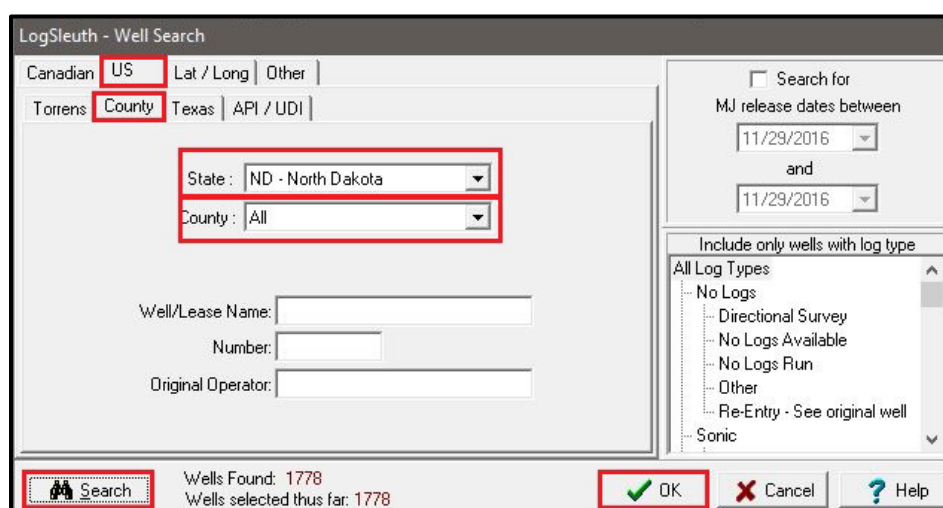 LogSleuth - Well Search
Canadian US Lat / Long Other
Torrens County Texas API / UDI
State : ND - North Dakota
County : All
Well/Lease Name:
Number:
Original Operator:
Search for
MJ release dates between
11/29/2016
and
11/29/2016
Include only wells with log type
All Log Types
No Logs
Directional Survey
No Logs Available
No Logs Run
Other
Re-Entry - See original well
Sonic
Search
Wells Found: 1778
Wells selected thus far: 1778
OK
Cancel
Help